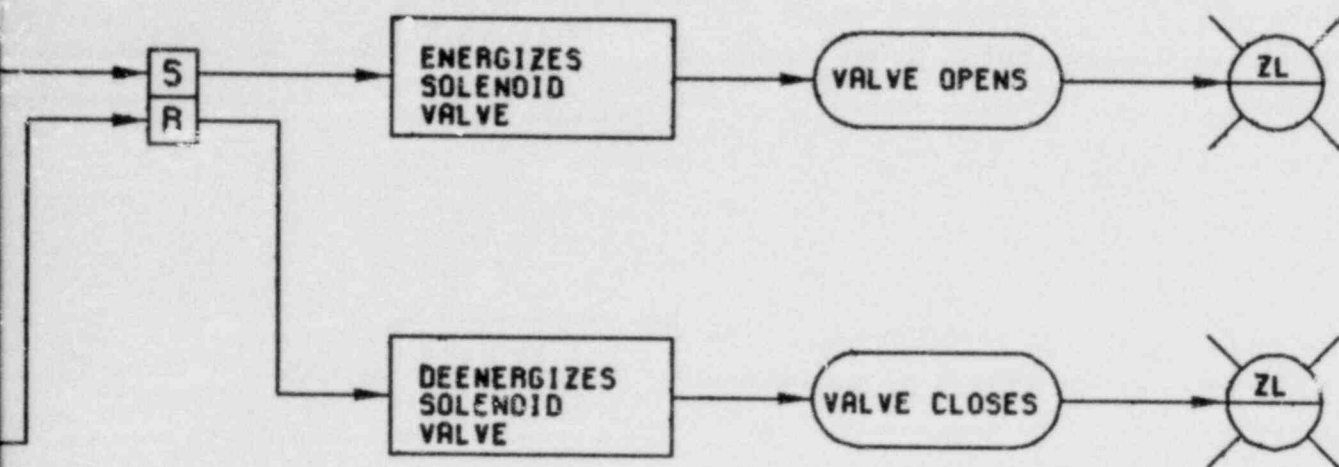 S
ENERGIZES
SOLENOID
VALVE
VALVE OPENS
ZL
R
DEENERGIZES
SOLENOID
VALVE
VALVE CLOSES
ZL